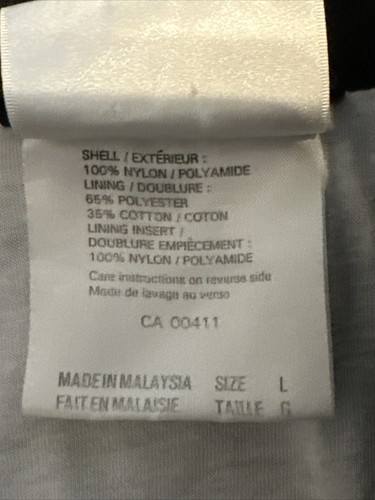 SHELL / EXTÉRIEUR :
100% NYLON / POLYAMIDE
LINING / DOUBLURE :
65% POLYESTER
35% COTTON / COTON
LINING INSERT /
DOUBLURE EMPIÈCEMENT :
100% NYLON / POLYAMIDE
Care instructions on reverse side
Mode de lavage au verso
CA 00411
MADE IN MALAYSIA SIZE L
FAIT EN MALAISIE TAILLE G